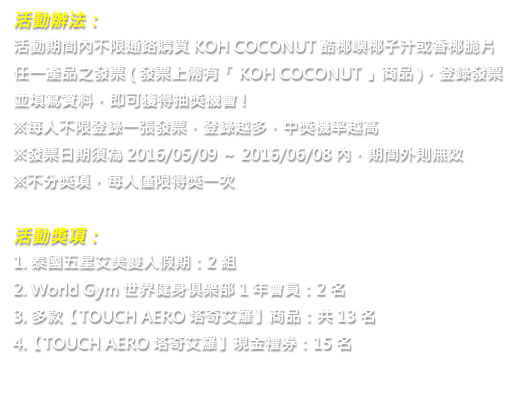 活動辦法：
活動期間內不限通路購買 KOH COCONUT 酷椰嶼椰子汁或香椰脆片
任一產品之發票 ( 發票上需有「 KOH COCONUT 」商品 )，登錄發票
並填寫資料，即可獲得抽獎機會！
※每人不限登錄一張發票，登錄越多，中獎機率越高
※發票日期須為 2016/05/09 ～ 2016/06/08 內，期間外則無效
※不分獎項，每人僅限得獎一次
活動獎項：
1. 泰國五星艾美雙人假期：2 組
2. World Gym 世界健身俱樂部 1 年會員：2 名
3. 多款【TOUCH AERO 塔奇艾羅】商品：共 13 名
4.【TOUCH AERO 塔奇艾羅】現金禮券：15 名